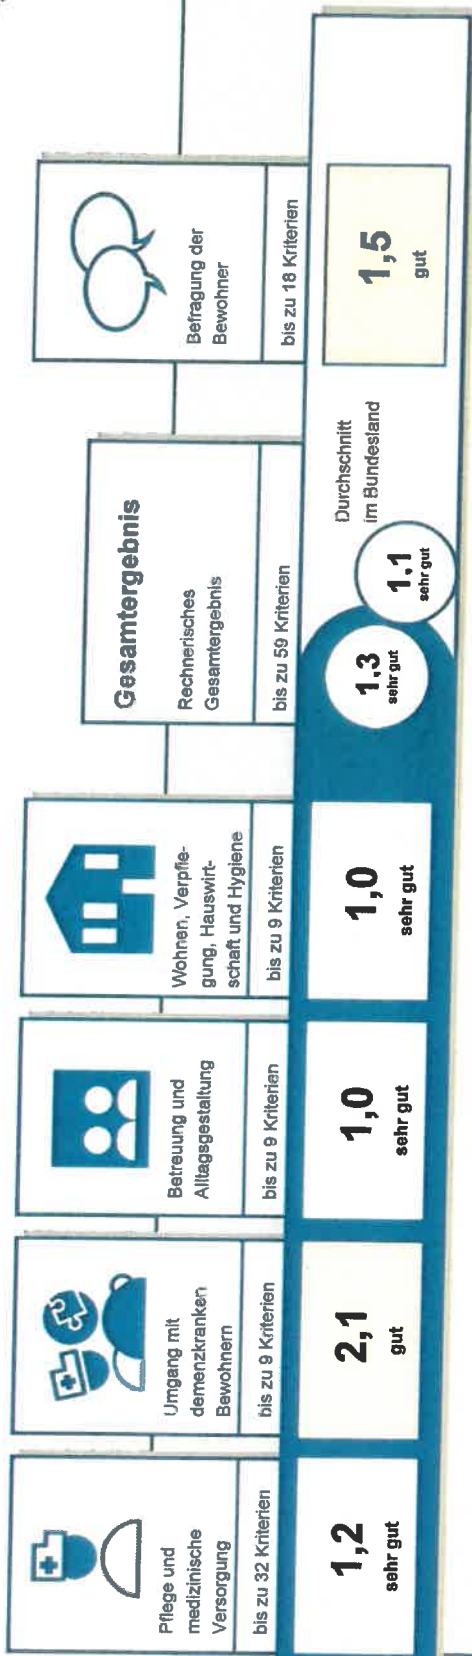 Pflege und
medizinische
Versorgung
bis zu 32 Kriterien
1,2
sehr gut
Umgang mit
demenzkranken
Bewohnern
bis zu 9 Kriterien
2,1
gut
Betreuung und
Alltagsgestaltung
bis zu 9 Kriterien
1,0
sehr gut
Wohnen, Verpfle-
gung, Hauswirt-
schaft und Hygiene
bis zu 9 Kriterien
1,0
sehr gut
Gesamtergebnis
Rechnerisches
Gesamtergebnis
bis zu 59 Kriterien
1,3
sehr gut
1,1
sehr gut
Durchschnitt
im Bundesland
Befragung der
Bewohner
bis zu 18 Kriterien
1,5
gut